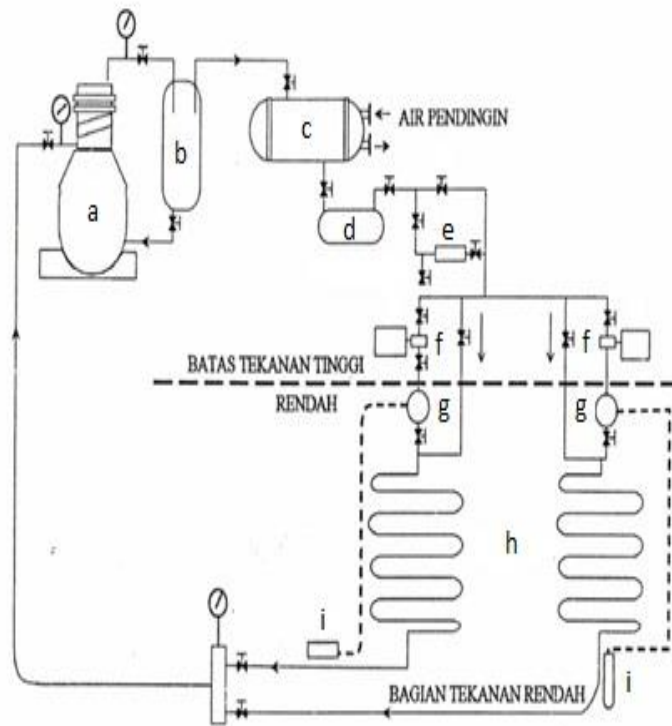 a
b
c
AIR PENDINGIN
d
e
f
f
BATAS TEKANAN TINGGI
RENDAH
g
g
h
i
i
BAGIAN TEKANAN RENDAH